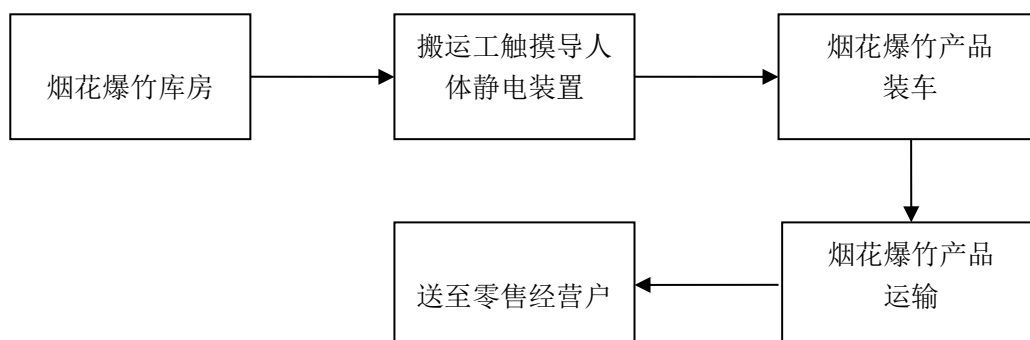 烟花爆竹库房
搬运工触摸导人
体静电装置
烟花爆竹产品
装车
烟花爆竹产品
运输
送至零售经营户